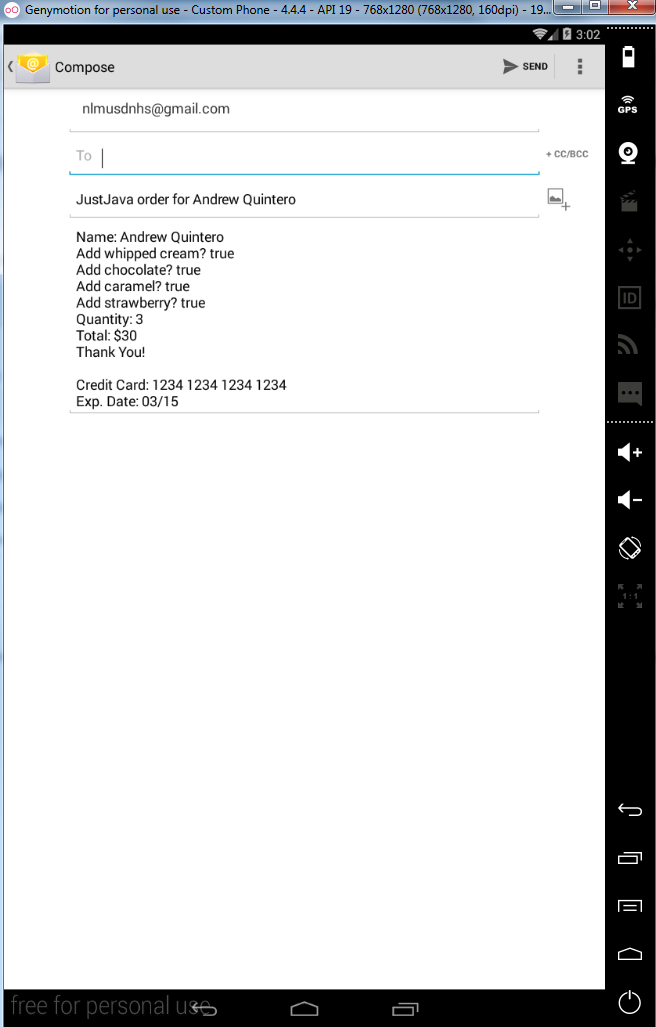 Genymotion for personal use - Custom Phone - 4.4.4 - API 19 - 768x1280 (768x1280, 160dpi) - 19...
3:02
Compose
SEND
nlmusdnhs@gmail.com
To
+ CC/BCC
JustJava order for Andrew Quintero
Name: Andrew Quintero
Add whipped cream? true
Add chocolate? true
Add caramel? true
Add strawberry? true
Quantity: 3
Total: $30
Thank You!
Credit Card: 1234 1234 1234 1234
Exp. Date: 03/15
GPS
ID
1:1
free for personal use